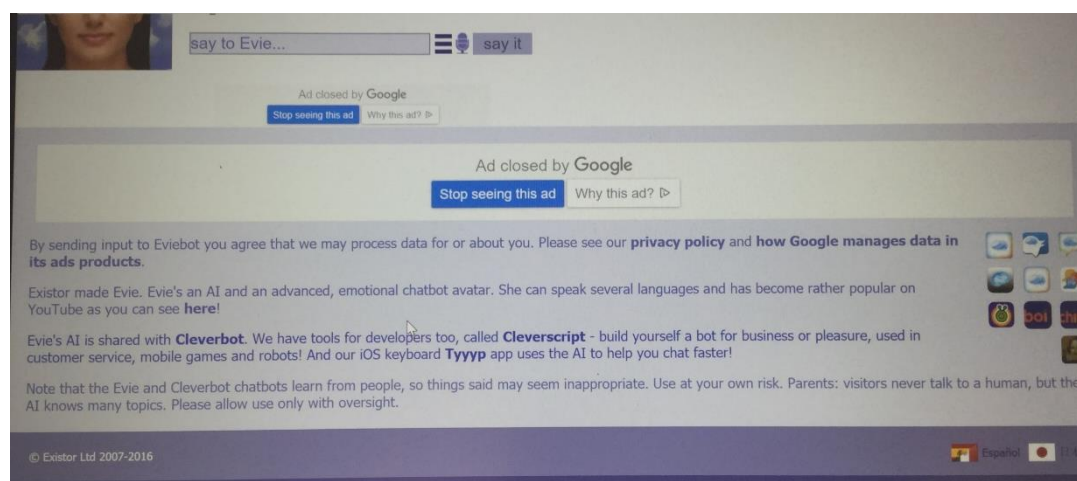 say to Evie...
say it
Ad closed by Google
Stop seeing this ad
Why this ad?
Ad closed by Google
Stop seeing this ad
Why this ad?
By sending input to Eviebot you agree that we may process data for or about you. Please see our privacy policy and how Google manages data in
its ads products.
Existor made Evie. Evie's an AI and an advanced, emotional chatbot avatar. She can speak several languages and has become rather popular on
YouTube as you can see here!
Evie's AI is shared with Cleverbot. We have tools for developers too, called Cleverscript - build yourself a bot for business or pleasure, used in
customer service, mobile games and robots! And our iOS keyboard Tyyyp app uses the AI to help you chat faster!
boi
Note that the Evie and Cleverbot chatbots learn from people, so things said may seem inappropriate. Use at your own risk. Parents: visitors never talk to a human, but the
AI knows many topics. Please allow use only with oversight.
© Existor Ltd 2007-2016
Español